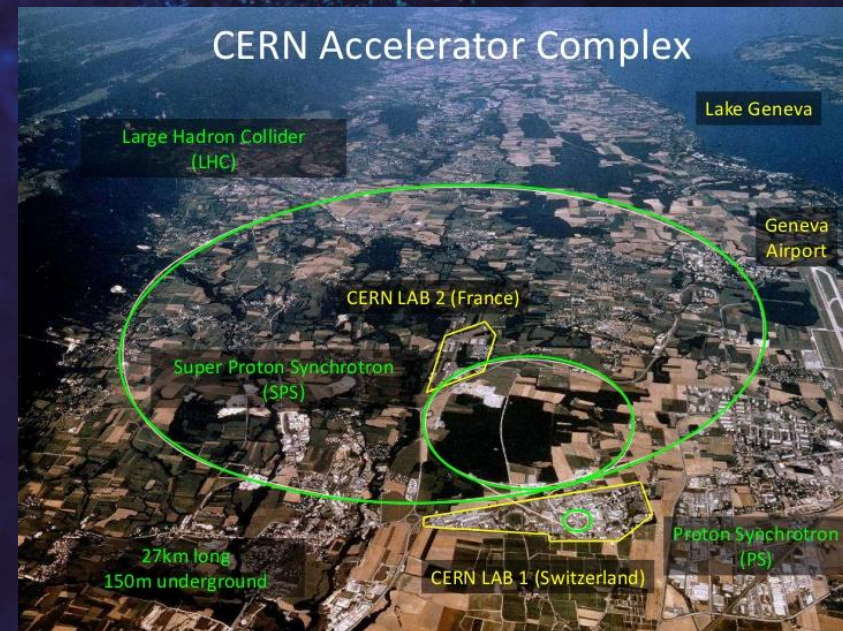 CERN Accelerator Complex
Lake Geneva
Large Hadron Collider
(LHC)
Geneva
Airport
CERN LAB 2 (France)
Super Proton Synchrotron
(SPS)
Proton Synchrotron
(PS)
27km long
150m underground
CERN LAB 1 (Switzerland)